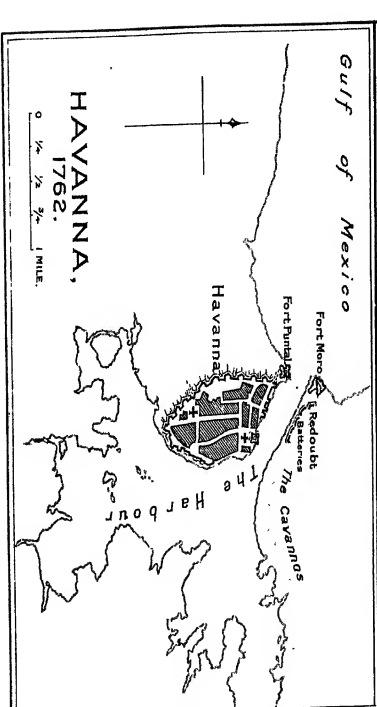 Gulf of Mexico
Fort Moro
Redoubt
Batteries
Fort Puntal
The Cavannos
Havanna
The Harbour
HAVANNA,
1762.
0 1/4 1/2 3/4 1 MILE.